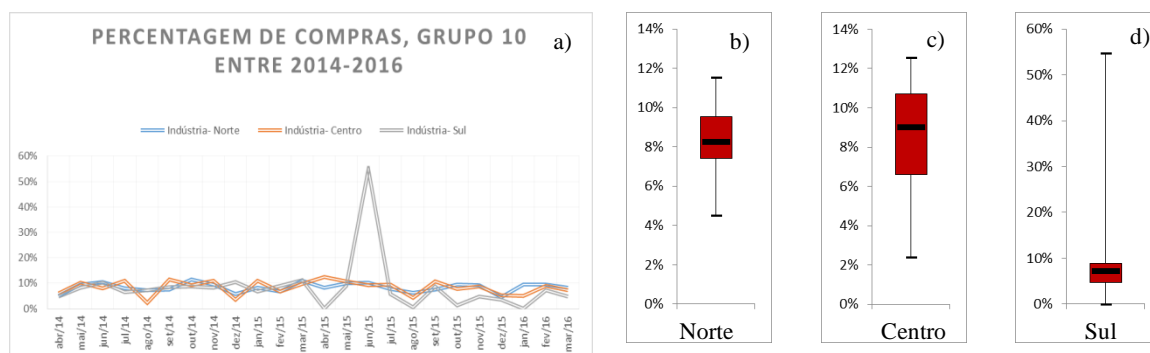 PERCENTAGEM DE COMPRAS, GRUPO 10
ENTRE 2014-2016
a)
Indústria- Norte
Indústria- Centro
Indústria- Sul
60%
50%
40%
30%
20%
10%
0%
abr/14
mai/14
jun/14
jul/14
ago/14
set/14
out/14
nov/14
dez/14
jan/15
fev/15
mar/15
abr/15
mai/15
jun/15
jul/15
ago/15
set/15
out/15
nov/15
dez/15
jan/16
fev/16
mar/16
b)
14%
12%
10%
8%
6%
4%
2%
0%
Norte
c)
14%
12%
10%
8%
6%
4%
2%
0%
Centro
d)
60%
50%
40%
30%
20%
10%
0%
Sul